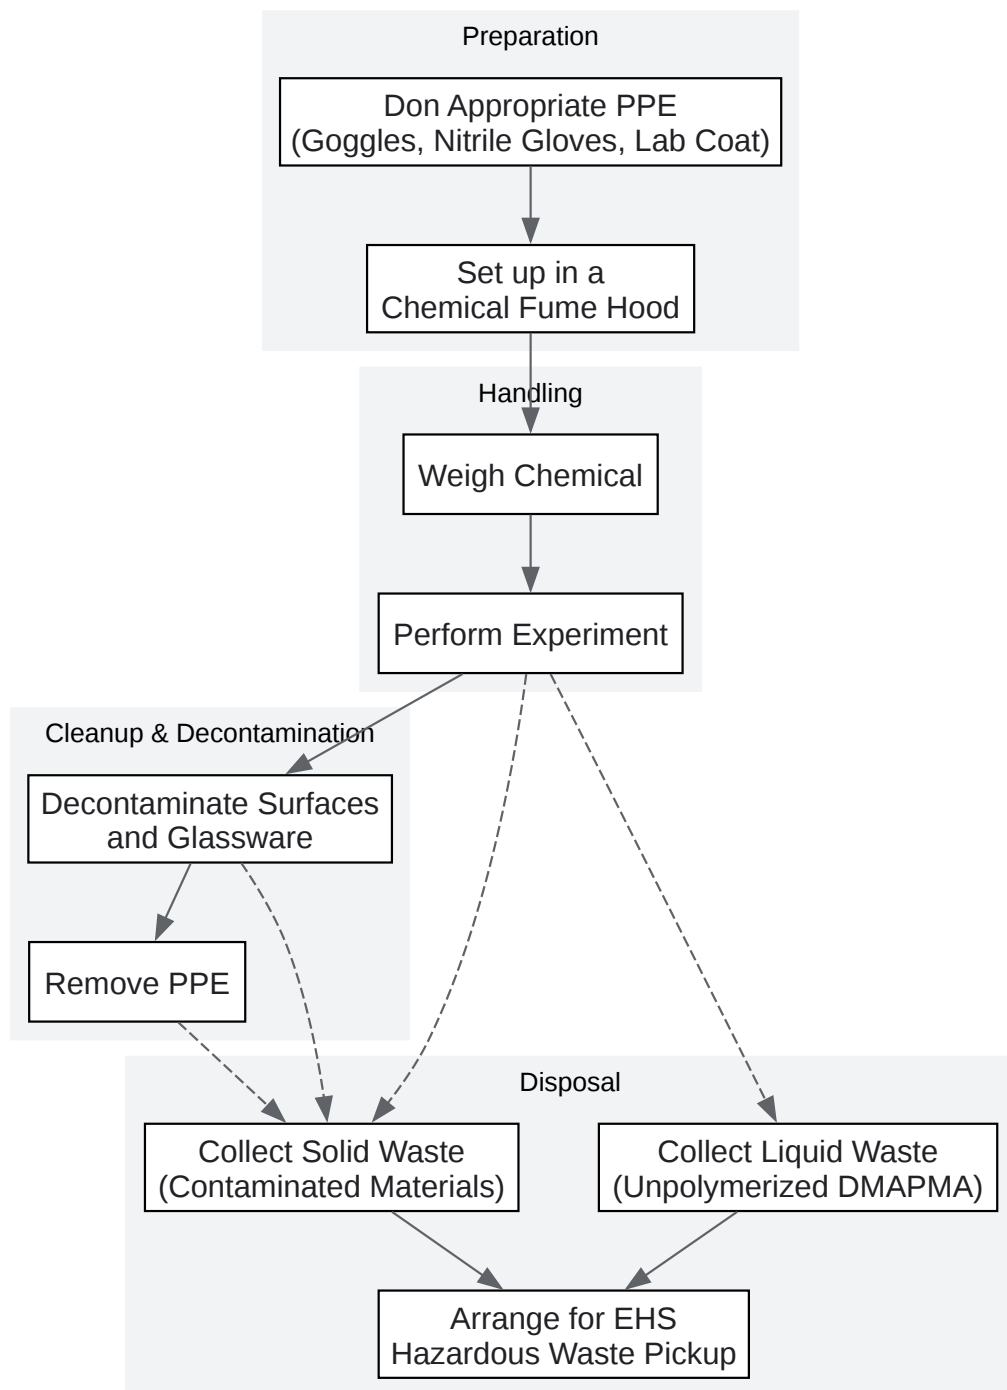 Preparation
Don Appropriate PPE
(Goggles, Nitrile Gloves, Lab Coat)
Set up in a
Chemical Fume Hood
Handling
Weigh Chemical
Perform Experiment
Cleanup & Decontamination
Decontaminate Surfaces
and Glassware
Remove PPE
Disposal
Collect Solid Waste
(Contaminated Materials)
Collect Liquid Waste
(Unpolymerized DMAPMA)
Arrange for EHS
Hazardous Waste Pickup